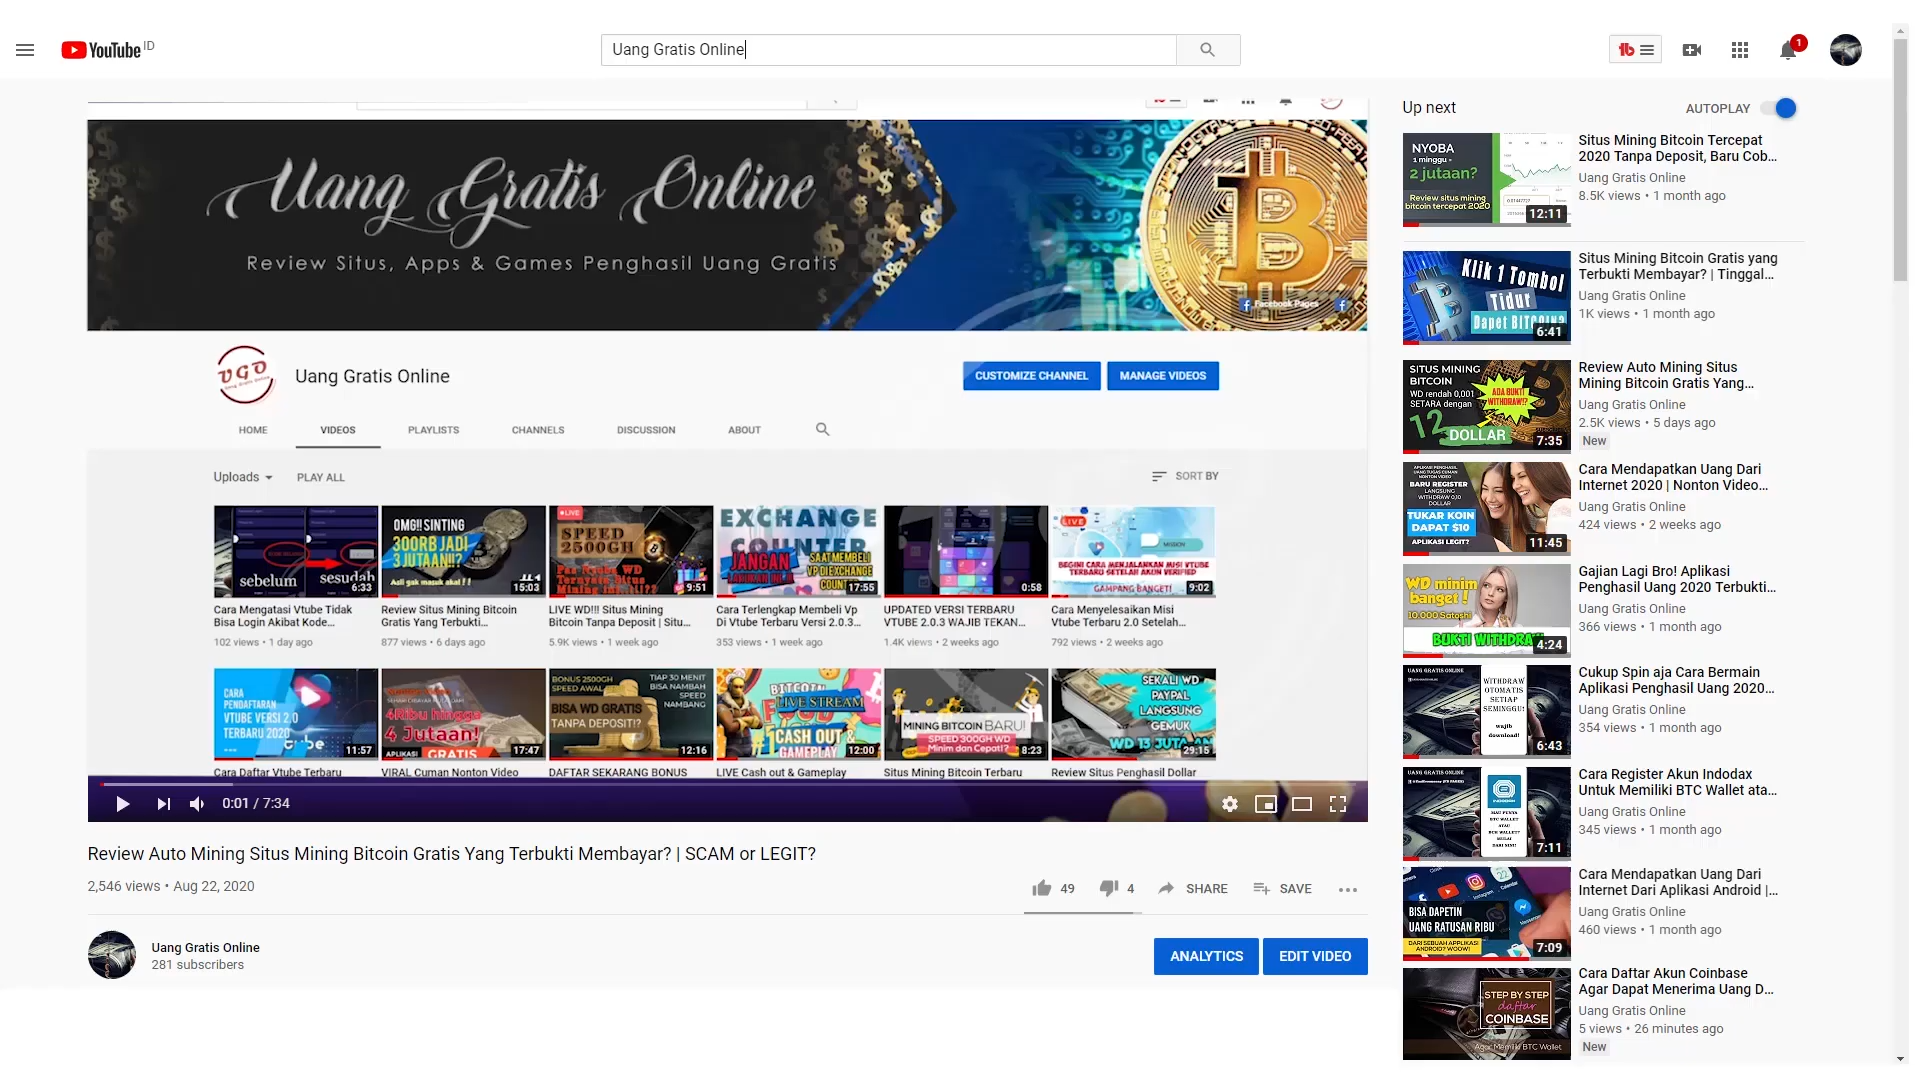 YouTube ID
Uang Gratis Online
1
Uang Gratis Online
Review Situs, Apps & Games Penghasil Uang Gratis
Facebook Pages
UGO
Uang Gratis Online
CUSTOMIZE CHANNEL
MANAGE VIDEOS
HOME
VIDEOS
PLAYLISTS
CHANNELS
DISCUSSION
ABOUT
Uploads
PLAY ALL
SORT BY
sebelum
sesudah
6:33
OMG!! SINTING
300RB JADI
3 JUTAAN!!?
Asli gak masuk akal!!
15:03
LIVE
SPEED
2500GH
9:51
EXCHANGE
COUNTER
JANGAN
SAAT MEMBELI
VP DI EXCHANGE
COUNT
17:55
0:58
LIVE
MISSION
BEGINI CARA MENJALANKAN MISI VTUBE
TERBARU SETELAH AKUN VERIFIED
GAMPANG BANGET!
9:02
Cara Mengatasi Vtube Tidak
Bisa Login Akibat Kode...
102 views • 1 day ago
Review Situs Mining Bitcoin
Gratis Yang Terbukti...
877 views • 6 days ago
LIVE WD!!! Situs Mining
Bitcoin Tanpa Deposit | Situ...
5.9K views • 1 week ago
Cara Terlengkap Membeli Vp
Di Vtube Terbaru Versi 2.0.3...
353 views • 1 week ago
UPDATED VERSI TERBARU
VTUBE 2.0.3 WAJIB TEKAN...
1.4K views • 2 weeks ago
Cara Menyelesaikan Misi
Vtube Terbaru 2.0 Setelah...
792 views • 2 weeks ago
CARA
PENDAFTARAN
VTUBE VERSI 2.0
TERBARU 2020
11:57
4Ribu hingga
4 Jutaan!
APLIKASI GRATIS
17:47
BONUS 2500GH
SPEED AWAL
TIAP 30 MENIT
BISA NAMBAH
SPEED
NAMBANG
BISA WD GRATIS
TANPA DEPOSIT!?
12:16
BITCOIN
LIVE STREAM
FOOD
CASH OUT &
GAMEPLAY
12:00
MINING BITCOIN BARU!
SPEED 300GH WD
Minim dan Cepat!?
8:23
SEKALI WD
PAYPAL
LANGSUNG
GEMUK
WD 13 JUTAAN
29:15
Cara Daftar Vtube Terbaru
VIRAL Cuman Nonton Video
DAFTAR SEKARANG BONUS
LIVE Cash out & Gameplay
Situs Mining Bitcoin Terbaru
Review Situs Penghasil Dollar
0:01 / 7:34
Review Auto Mining Situs Mining Bitcoin Gratis Yang Terbukti Membayar? | SCAM or LEGIT?
2,546 views • Aug 22, 2020
49
4
SHARE
SAVE
Uang Gratis Online
281 subscribers
ANALYTICS
EDIT VIDEO
Up next
AUTOPLAY
NYOBA
1 minggu =
2 jutaan?
Review situs mining
bitcoin tercepat 2020
12:11
Situs Mining Bitcoin Tercepat
2020 Tanpa Deposit, Baru Cob...
Uang Gratis Online
8.5K views • 1 month ago
Klik 1 Tombol
Tidur
Dapet BITCOIN?
6:41
Situs Mining Bitcoin Gratis yang
Terbukti Membayar? | Tinggal...
Uang Gratis Online
1K views • 1 month ago
SITUS MINING
BITCOIN
WD rendah 0,001
SETARA dengan
12
DOLLAR
ADA BUKTI
WITHDRAW!?
7:35
Review Auto Mining Situs
Mining Bitcoin Gratis Yang...
Uang Gratis Online
2.5K views • 5 days ago
New
APLIKASI PENGHASIL
UANG TUGAS CUMAN
NONTON VIDEO
BARU REGISTER
LANGSUNG
WITHDRAW 0,10
DOLLAR
TUKAR KOIN
DAPAT $10
APLIKASI LEGIT?
11:45
Cara Mendapatkan Uang Dari
Internet 2020 | Nonton Video...
Uang Gratis Online
424 views • 2 weeks ago
WD minim
banget!
10.000 Satoshi
BUKTI WITHDRAW
4:24
Gajian Lagi Bro! Aplikasi
Penghasil Uang 2020 Terbukti...
Uang Gratis Online
366 views • 1 month ago
UANG GRATIS ONLINE
WITHDRAW
OTOMATIS
SETIAP
SEMINGGU!
wajib
download!
6:43
Cukup Spin aja Cara Bermain
Aplikasi Penghasil Uang 2020...
Uang Gratis Online
354 views • 1 month ago
UANG GRATIS ONLINE
INDODAX
MAU PUNYA
BTC WALLET
ATAU
BCH WALLET?
MULAI
DARI SINI!
7:11
Cara Register Akun Indodax
Untuk Memiliki BTC Wallet ata...
Uang Gratis Online
345 views • 1 month ago
BISA DAPETIN
UANG RATUSAN RIBU
DARI SEBUAH APPLIKASI
ANDROID? WOOW!
7:09
Cara Mendapatkan Uang Dari
Internet Dari Aplikasi Android |...
Uang Gratis Online
460 views • 1 month ago
STEP BY STEP
daftar
COINBASE
Agar Memiliki BTC Wallet
Cara Daftar Akun Coinbase
Agar Dapat Menerima Uang D...
Uang Gratis Online
5 views • 26 minutes ago
New